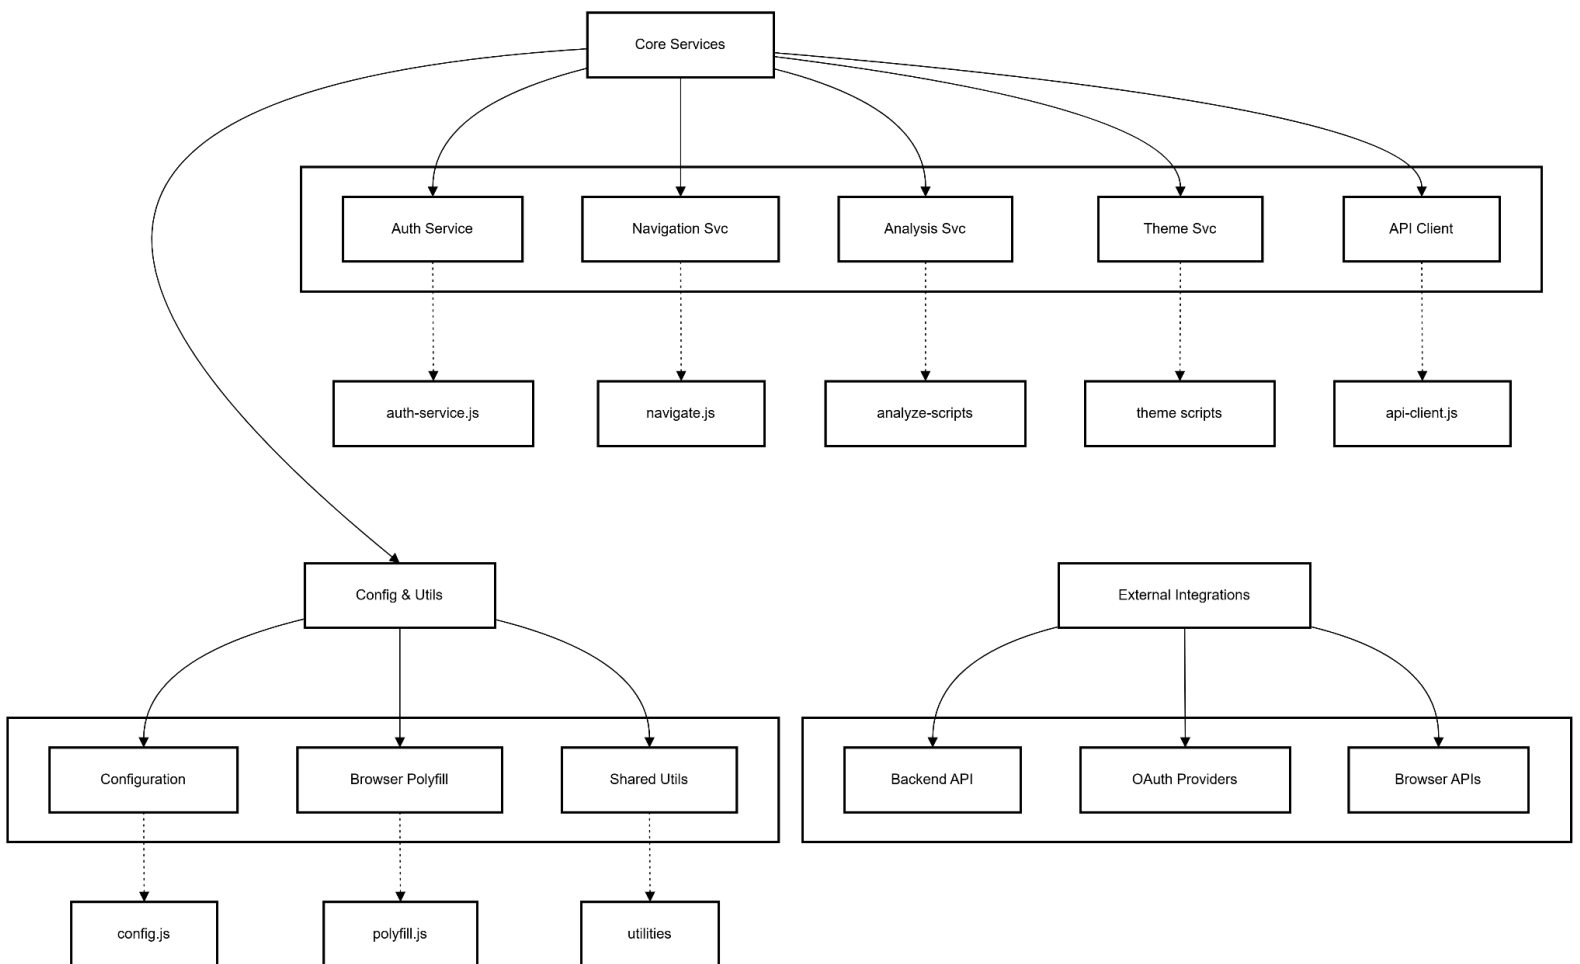 Core Services
Auth Service
Navigation Svc
Analysis Svc
Theme Svc
API Client
auth-service.js
navigate.js
analyze-scripts
theme scripts
api-client.js
Config & Utils
External Integrations
Configuration
Browser Polyfill
Shared Utils
Backend API
OAuth Providers
Browser APIs
config.js
polyfill.js
utilities